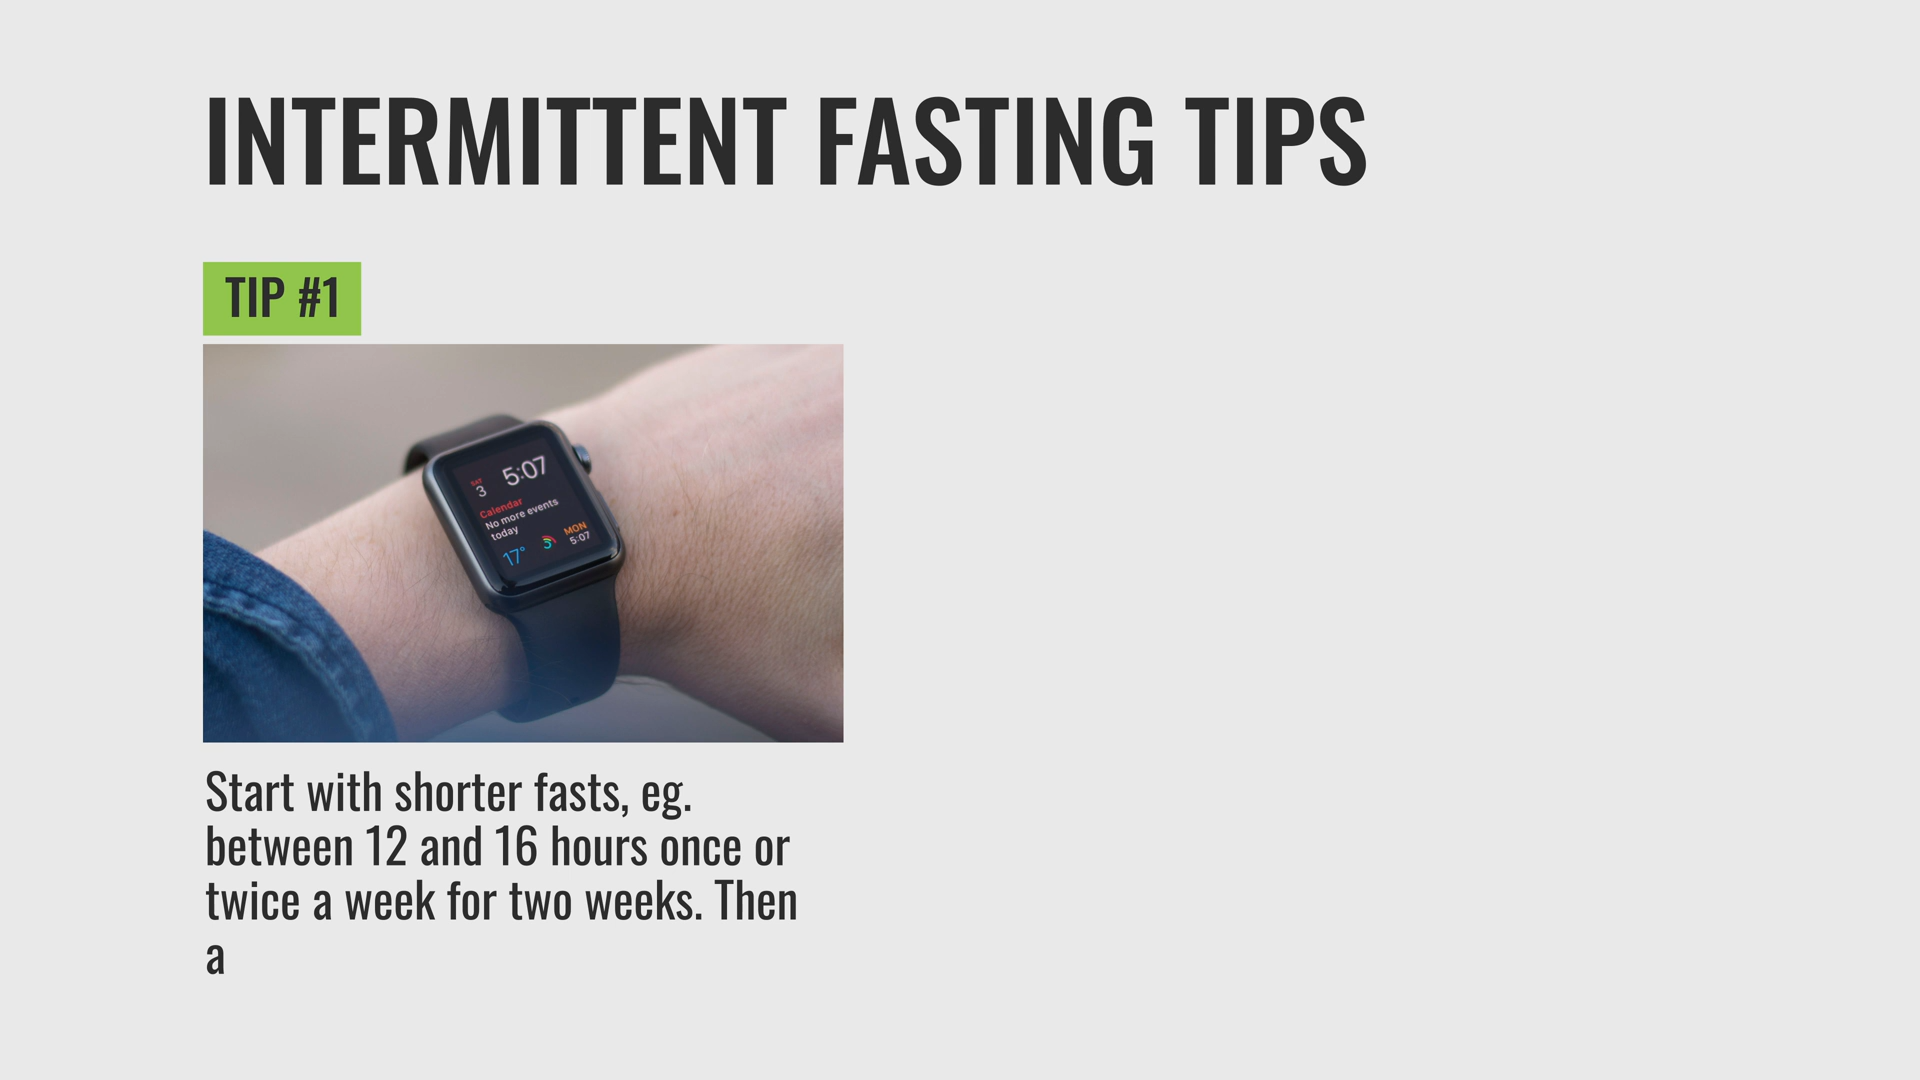 INTERMITTENT FASTING TIPS
TIP #1
SAT
3
5:07
Calendar
No more events
today
17°
MON
5:07
Start with shorter fasts, eg.
between 12 and 16 hours once or
twice a week for two weeks. Then
a